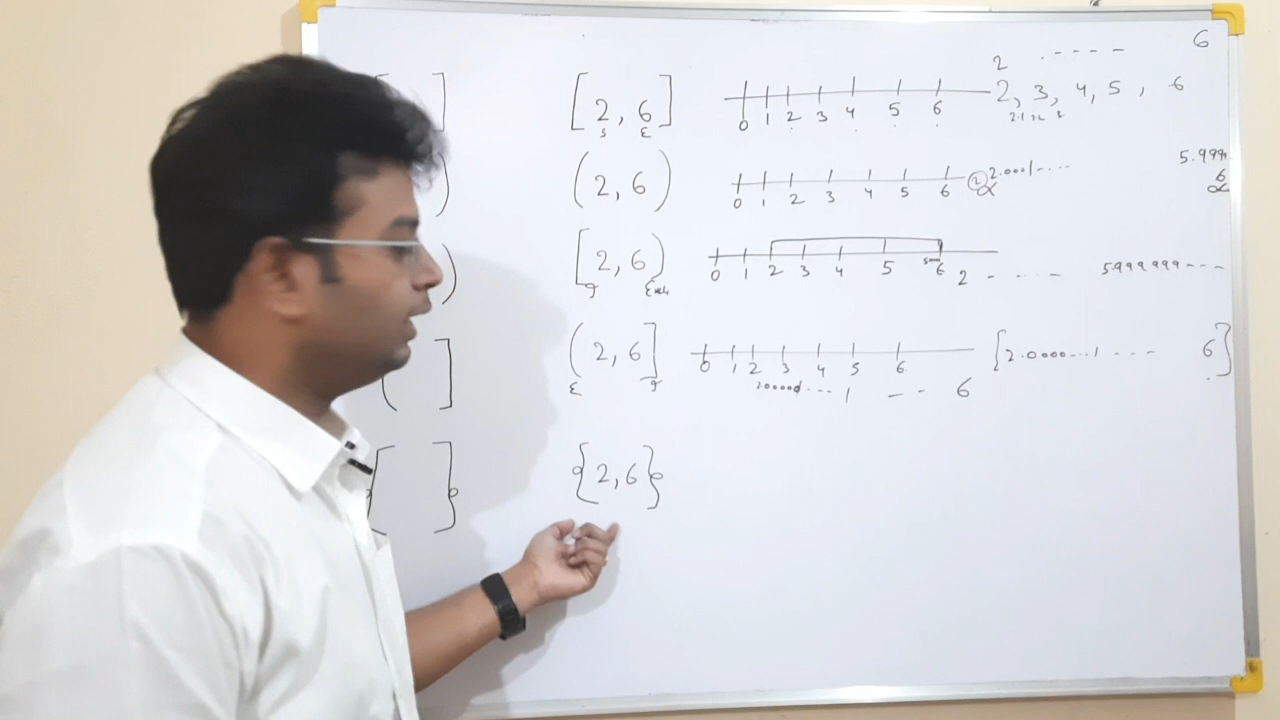 2 .---- 6
] [2, 6] 2, 3, 4, 5, 6
s ε 0 1 2 3 4 5 6
) (2, 6) 2 2.0001---- 5.999
0 1 2 3 4 5 6 6
) [2, 6)
0 1 2 3 4 5 6 2 - - - - 5.999999---
( ] (2, 6] {2.0000...1 --- 6}
0 1 2 3 4 5 6
---1 -- 6
{ } {2,6}